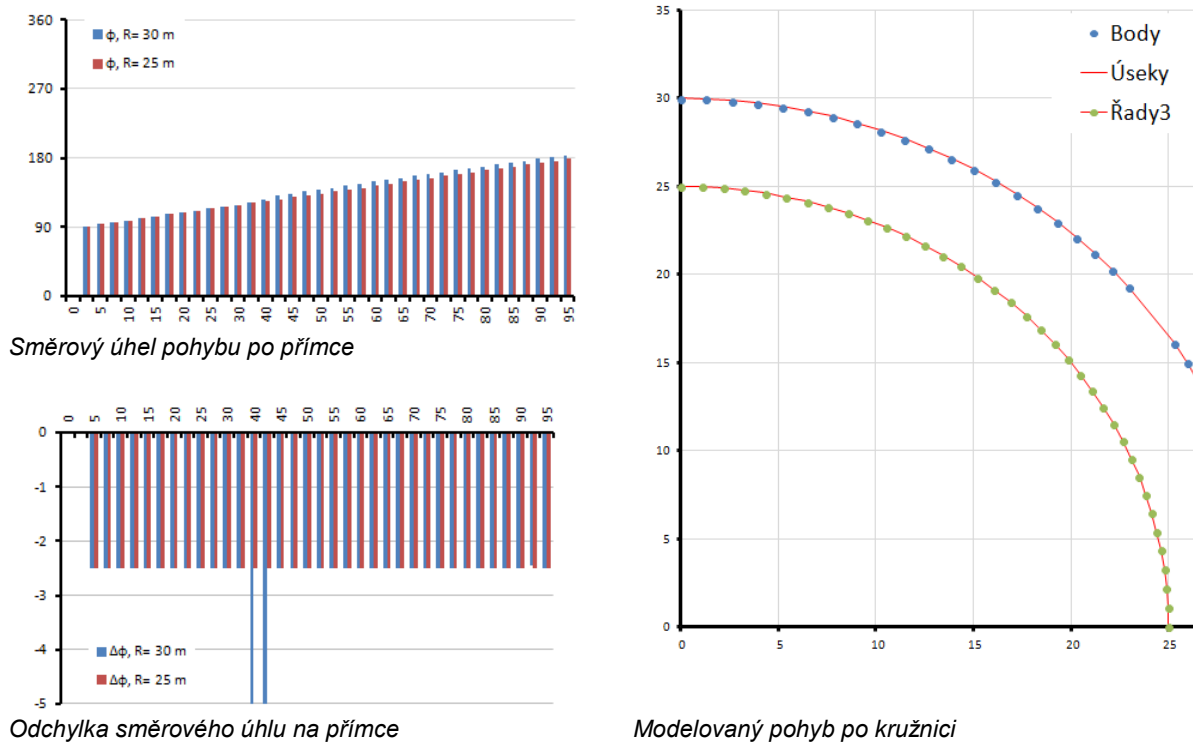 360
270
180
90
0
ϕ, R= 30 m
ϕ, R= 25 m
0 5 10 15 20 25 30 35 40 45 50 55 60 65 70 75 80 85 90 95
Směrový úhel pohybu po přímce
0 5 10 15 20 25 30 35 40 45 50 55 60 65 70 75 80 85 90 95
0
-1
-2
-3
-4
-5
Δϕ, R= 30 m
Δϕ, R= 25 m
Odchylka směrového úhlu na přímce
35
30
25
20
15
10
5
0
Body
Úseky
Řady3
0 5 10 15 20 25
Modelovaný pohyb po kružnici